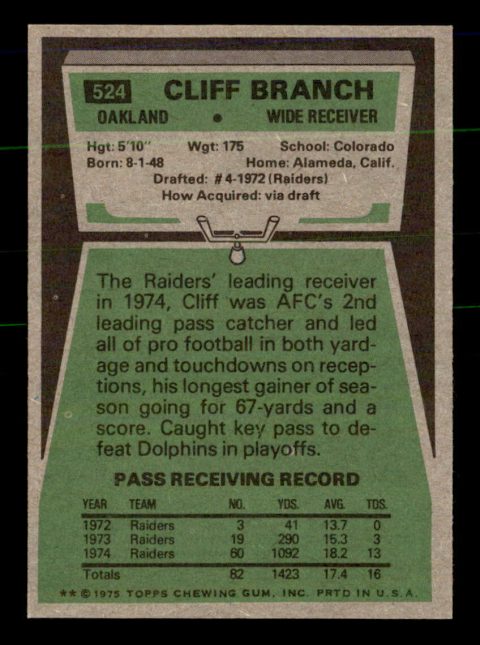 524 CLIFF BRANCH
OAKLAND • WIDE RECEIVER
Hgt: 5'10" Wgt: 175 School: Colorado
Born: 8-1-48 Home: Alameda, Calif.
Drafted: #4-1972 (Raiders)
How Acquired: via draft
The Raiders' leading receiver
in 1974, Cliff was AFC's 2nd
leading pass catcher and led
all of pro football in both yard-
age and touchdowns on recep-
tions, his longest gainer of sea-
son going for 67-yards and a
score. Caught key pass to de-
feat Dolphins in playoffs.
PASS RECEIVING RECORD
YEAR TEAM NO. YDS. AVG. TDS.
1972 Raiders 3 41 13.7 0
1973 Raiders 19 290 15.3 3
1974 Raiders 60 1092 18.2 13
Totals 82 1423 17.4 16
** © 1975 TOPPS CHEWING GUM, INC. PRTD IN U.S.A.